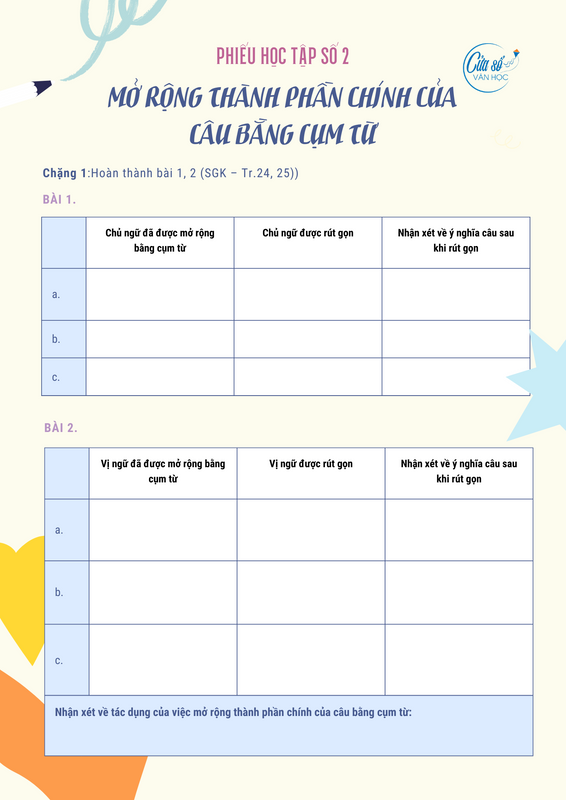 PHIẾU HỌC TẬP SỐ 2
Cửa sổ
VĂN HỌC
MỞ RỘNG THÀNH PHẦN CHÍNH CỦA
CÂU BẰNG CỤM TỪ
Chặng 1:Hoàn thành bài 1, 2 (SGK – Tr.24, 25))
BÀI 1.
Chủ ngữ đã được mở rộng
bằng cụm từ
Chủ ngữ được rút gọn
Nhận xét về ý nghĩa câu sau
khi rút gọn
a.
b.
c.
BÀI 2.
Vị ngữ đã được mở rộng bằng
cụm từ
Vị ngữ được rút gọn
Nhận xét về ý nghĩa câu sau
khi rút gọn
a.
b.
c.
Nhận xét về tác dụng của việc mở rộng thành phần chính của câu bằng cụm từ: